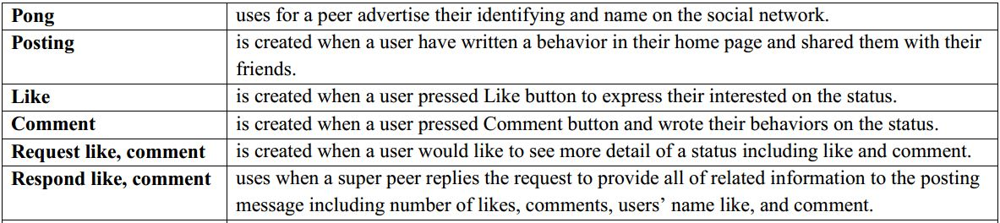 Pong uses for a peer advertise their identifying and name on the social network.
Posting is created when a user have written a behavior in their home page and shared them with their
friends.
Like is created when a user pressed Like button to express their interested on the status.
Comment is created when a user pressed Comment button and wrote their behaviors on the status.
Request like, comment is created when a user would like to see more detail of a status including like and comment.
Respond like, comment uses when a super peer replies the request to provide all of related information to the posting
message including number of likes, comments, users’ name like, and comment.